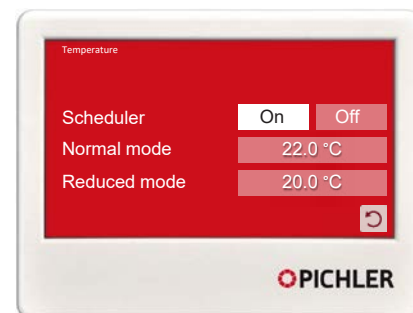 Temperature
Scheduler On Off
Normal mode 22.0 °C
Reduced mode 20.0 °C
PICHLER